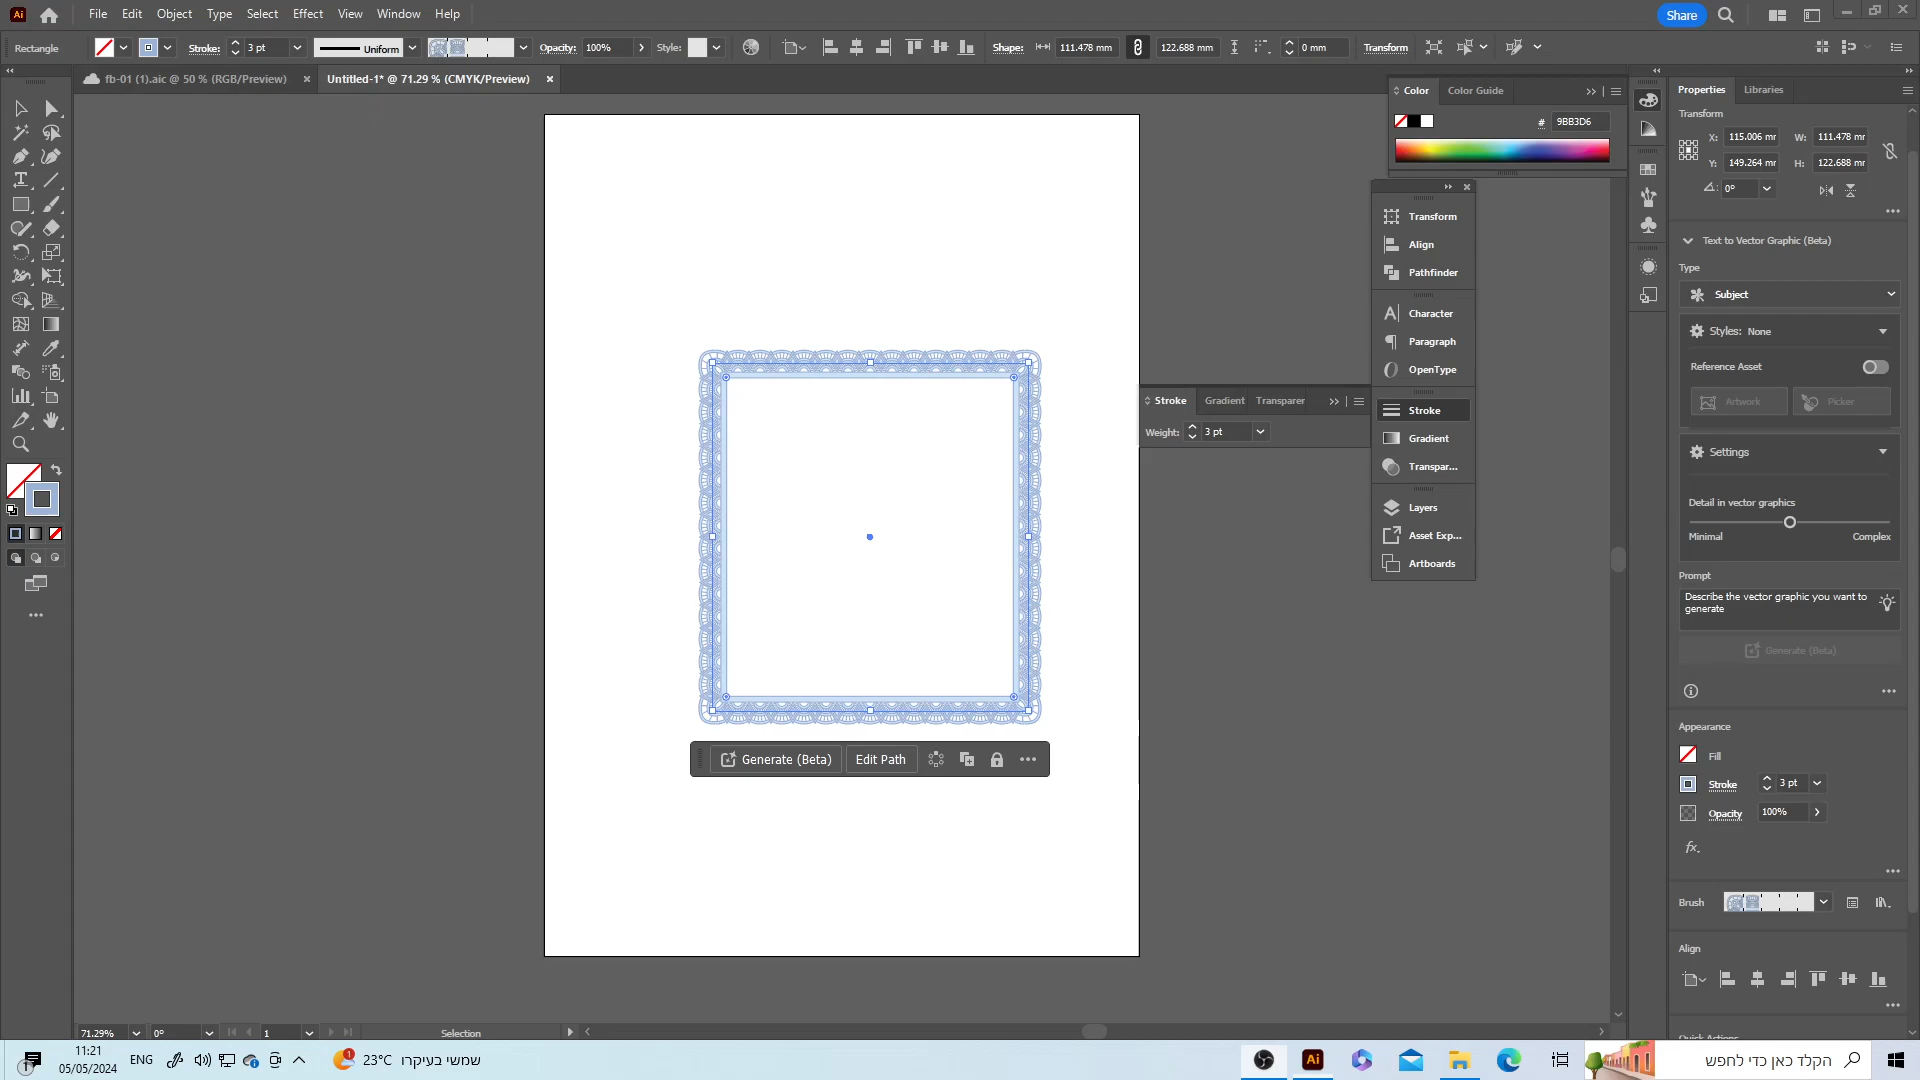 Ai File Edit Object Type Select Effect View Window Help Share
Rectangle Stroke: 3 pt Uniform Opacity: 100% Style: Shape: 111.478 mm 122.688 mm 0 mm Transform
fb-01 (1).aic @ 50 % (RGB/Preview) × Untitled-1* @ 71.29 % (CMYK/Preview) ×
Color Color Guide
# 9BB3D6
Transform
Align
Pathfinder
Character
Paragraph
OpenType
Stroke
Gradient
Transpar...
Layers
Asset Exp...
Artboards
Stroke Gradient Transparer
Weight: 3 pt
Generate (Beta) Edit Path
Properties Libraries
Transform
X: 115.006 mr W: 111.478 mr
Y: 149.264 mr H: 122.688 mr
0°
Text to Vector Graphic (Beta)
Type
Subject
Styles: None
Reference Asset
Artwork Picker
Settings
Detail in vector graphics
Minimal Complex
Prompt
Describe the vector graphic you want to
generate
Generate (Beta)
Appearance
Fill
Stroke 3 pt
Opacity 100%
fx.
Brush
Align
71.29% 0° 1 Selection
11:21
05/05/2024
ENG
1
23°C שמשי בעיקרו
Ai
הקלד כאן כדי לחפש